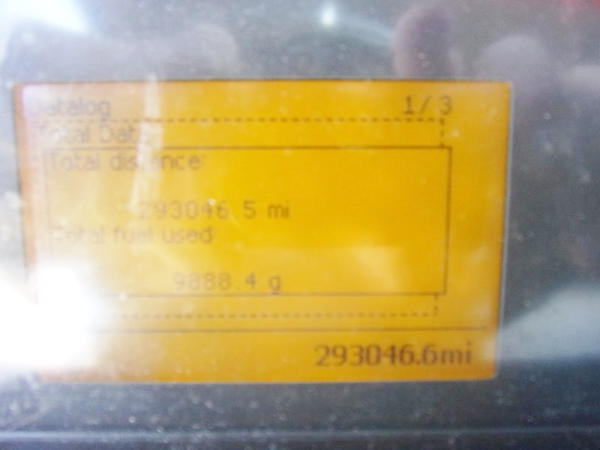 Datalog 1/3
Total Data
Total distance:
293046.5 mi
Total fuel used
9888.4 g
293046.6mi